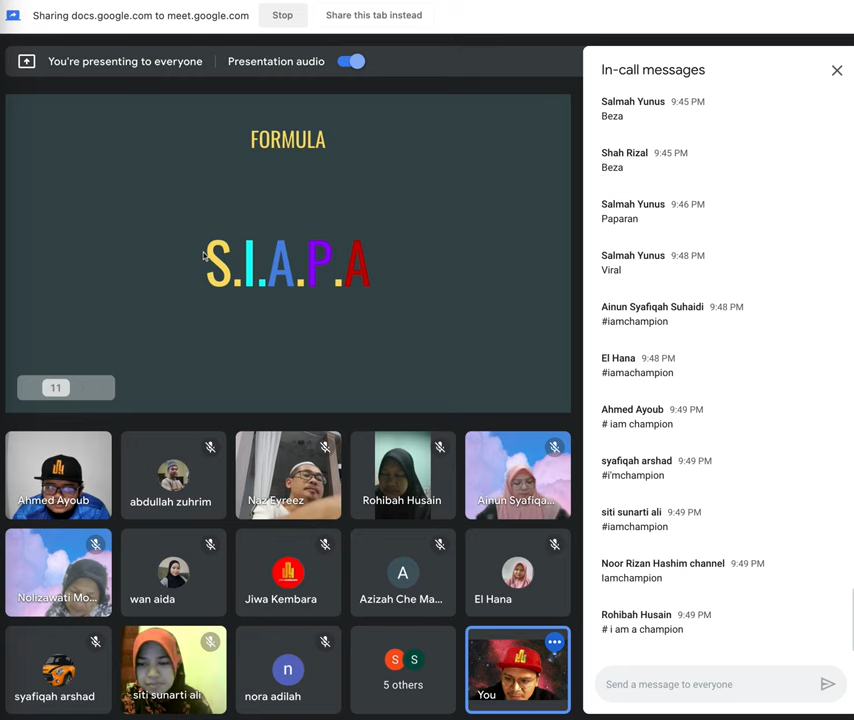 Sharing docs.google.com to meet.google.com
Stop
Share this tab instead
You're presenting to everyone
Presentation audio
FORMULA
S.I.A.P.A
11
Ahmed Ayoub
abdullah zuhrim
Naz Eyreez
Rohibah Husain
Ainun Syafiqa...
Nolizawati Mo...
wan aida
Jiwa Kembara
Azizah Che Ma...
A
El Hana
syafiqah arshad
siti sunarti ali
n
nora adilah
S S
5 others
You
In-call messages
Salmah Yunus 9:45 PM
Beza
Shah Rizal 9:45 PM
Beza
Salmah Yunus 9:46 PM
Paparan
Salmah Yunus 9:48 PM
Viral
Ainun Syafiqah Suhaidi 9:48 PM
#iamchampion
El Hana 9:48 PM
#iamachampion
Ahmed Ayoub 9:49 PM
# iam champion
syafiqah arshad 9:49 PM
#i'mchampion
siti sunarti ali 9:49 PM
#iamchampion
Noor Rizan Hashim channel 9:49 PM
Iamchampion
Rohibah Husain 9:49 PM
# i am a champion
Send a message to everyone